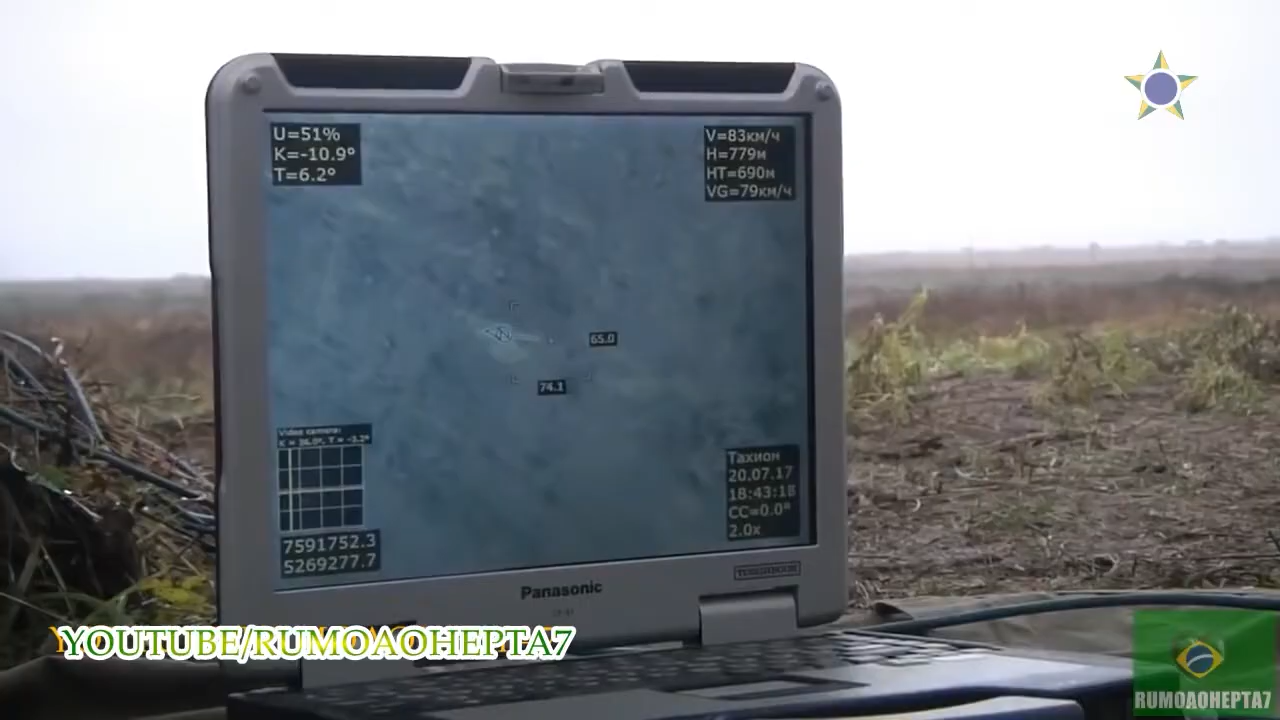 U=51%
K=-10.9°
T=6.2°
V=83км/ч
H=779м
HT=690м
VG=79км/ч
65.0
74.1
Video camera:
Тахион
20.07.17
18:43:18
CC=0.0°
2.0x
7591752.3
5269277.7
Panasonic
TOUGHBOOK
YOUTUBE/RUMOAOHEPTA7
RUMOAOHEPTA7